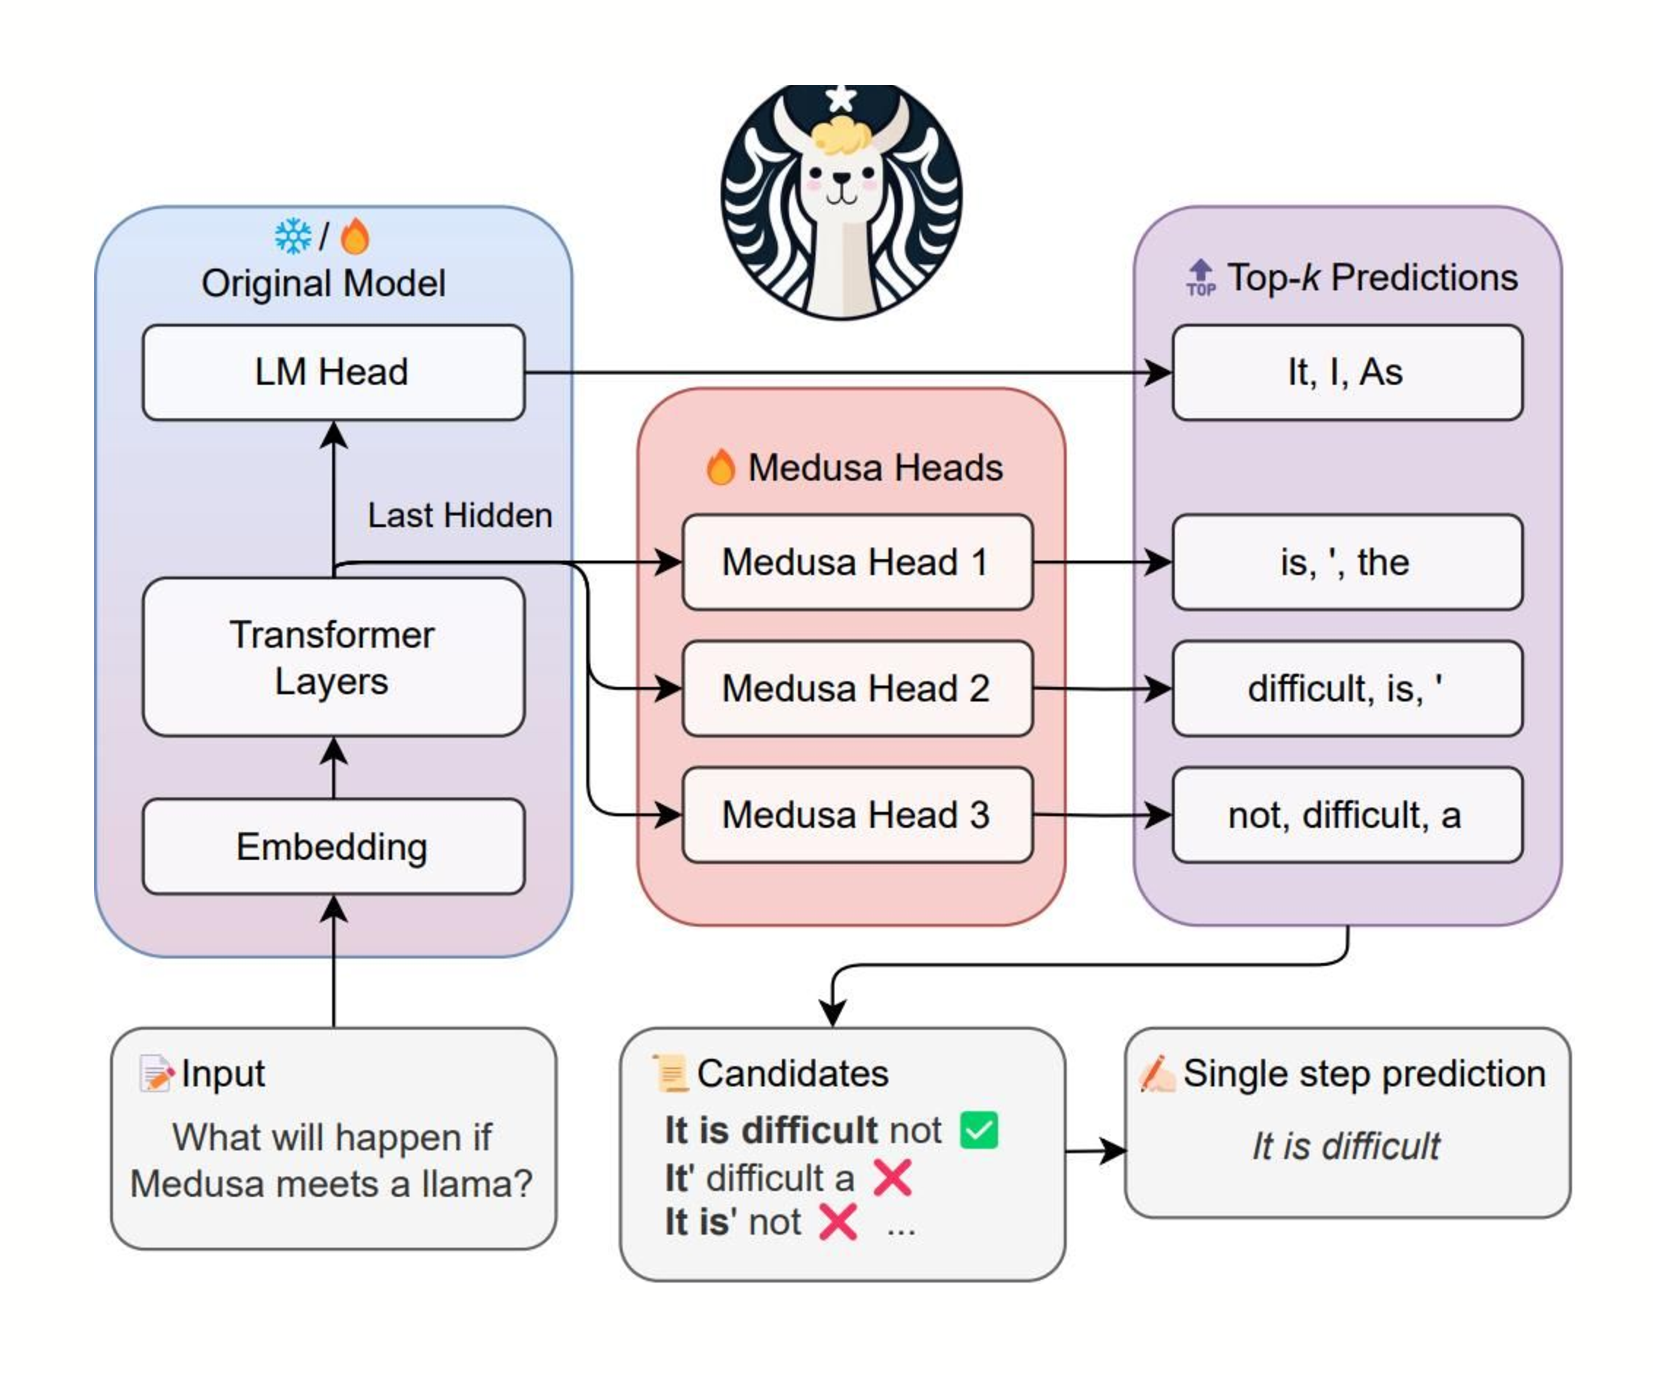 /
Original Model
LM Head
Last Hidden
Transformer
Layers
Embedding
Input
What will happen if
Medusa meets a llama?
Medusa Heads
Medusa Head 1
Medusa Head 2
Medusa Head 3
TOP Top-k Predictions
It, I, As
is, ', the
difficult, is, '
not, difficult, a
Candidates
It is difficult not
It' difficult a
It is' not ...
Single step prediction
It is difficult